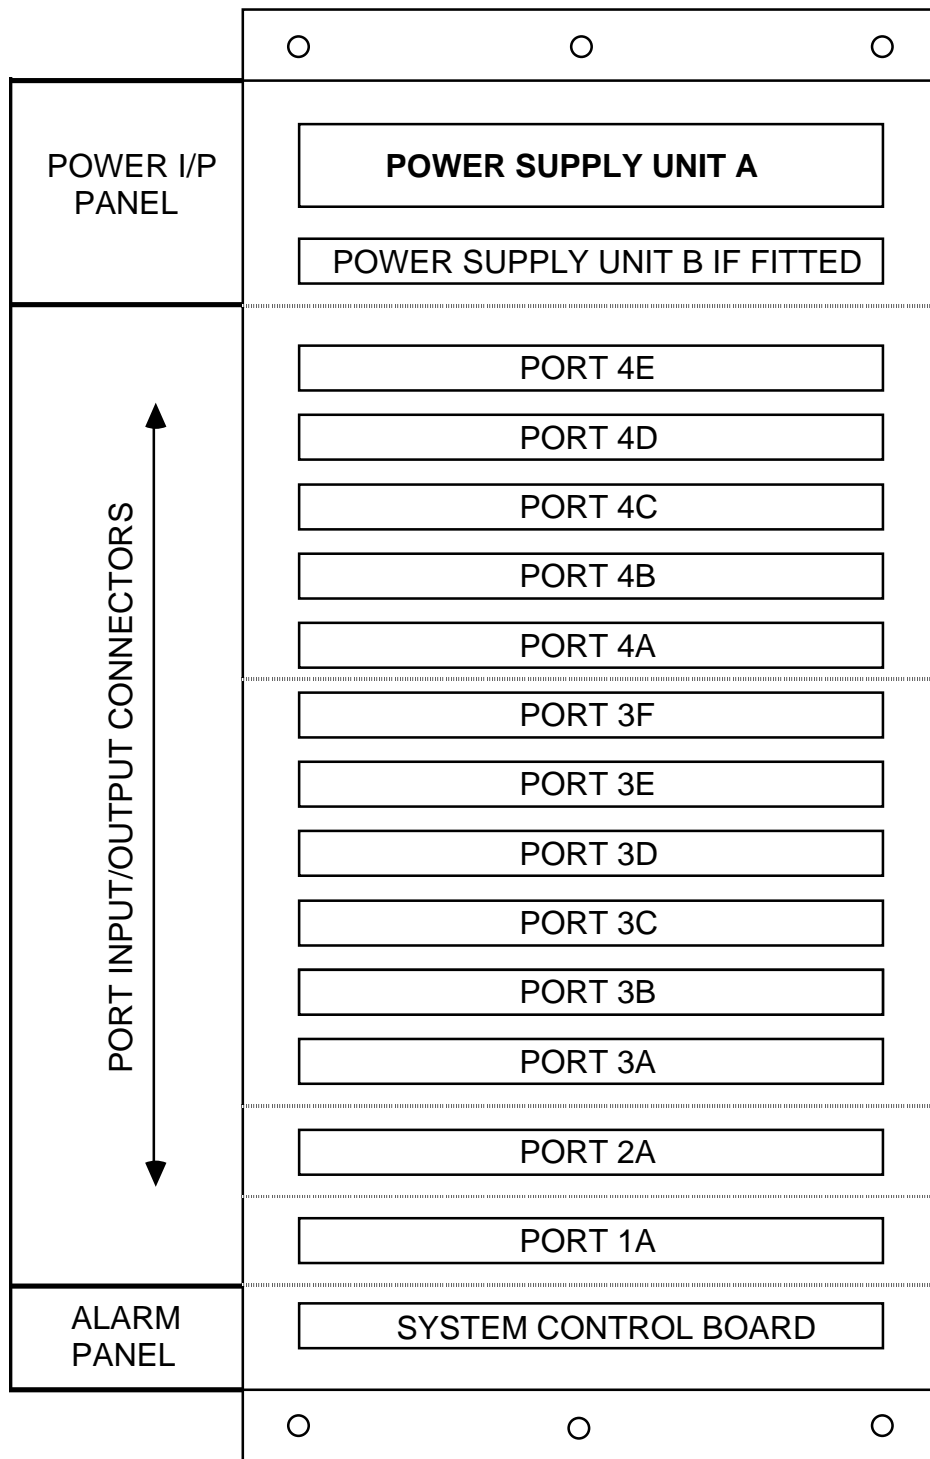 POWER I/P
PANEL
POWER SUPPLY UNIT A
POWER SUPPLY UNIT B IF FITTED
PORT INPUT/OUTPUT CONNECTORS
PORT 4E
PORT 4D
PORT 4C
PORT 4B
PORT 4A
PORT 3F
PORT 3E
PORT 3D
PORT 3C
PORT 3B
PORT 3A
PORT 2A
PORT 1A
ALARM
PANEL
SYSTEM CONTROL BOARD